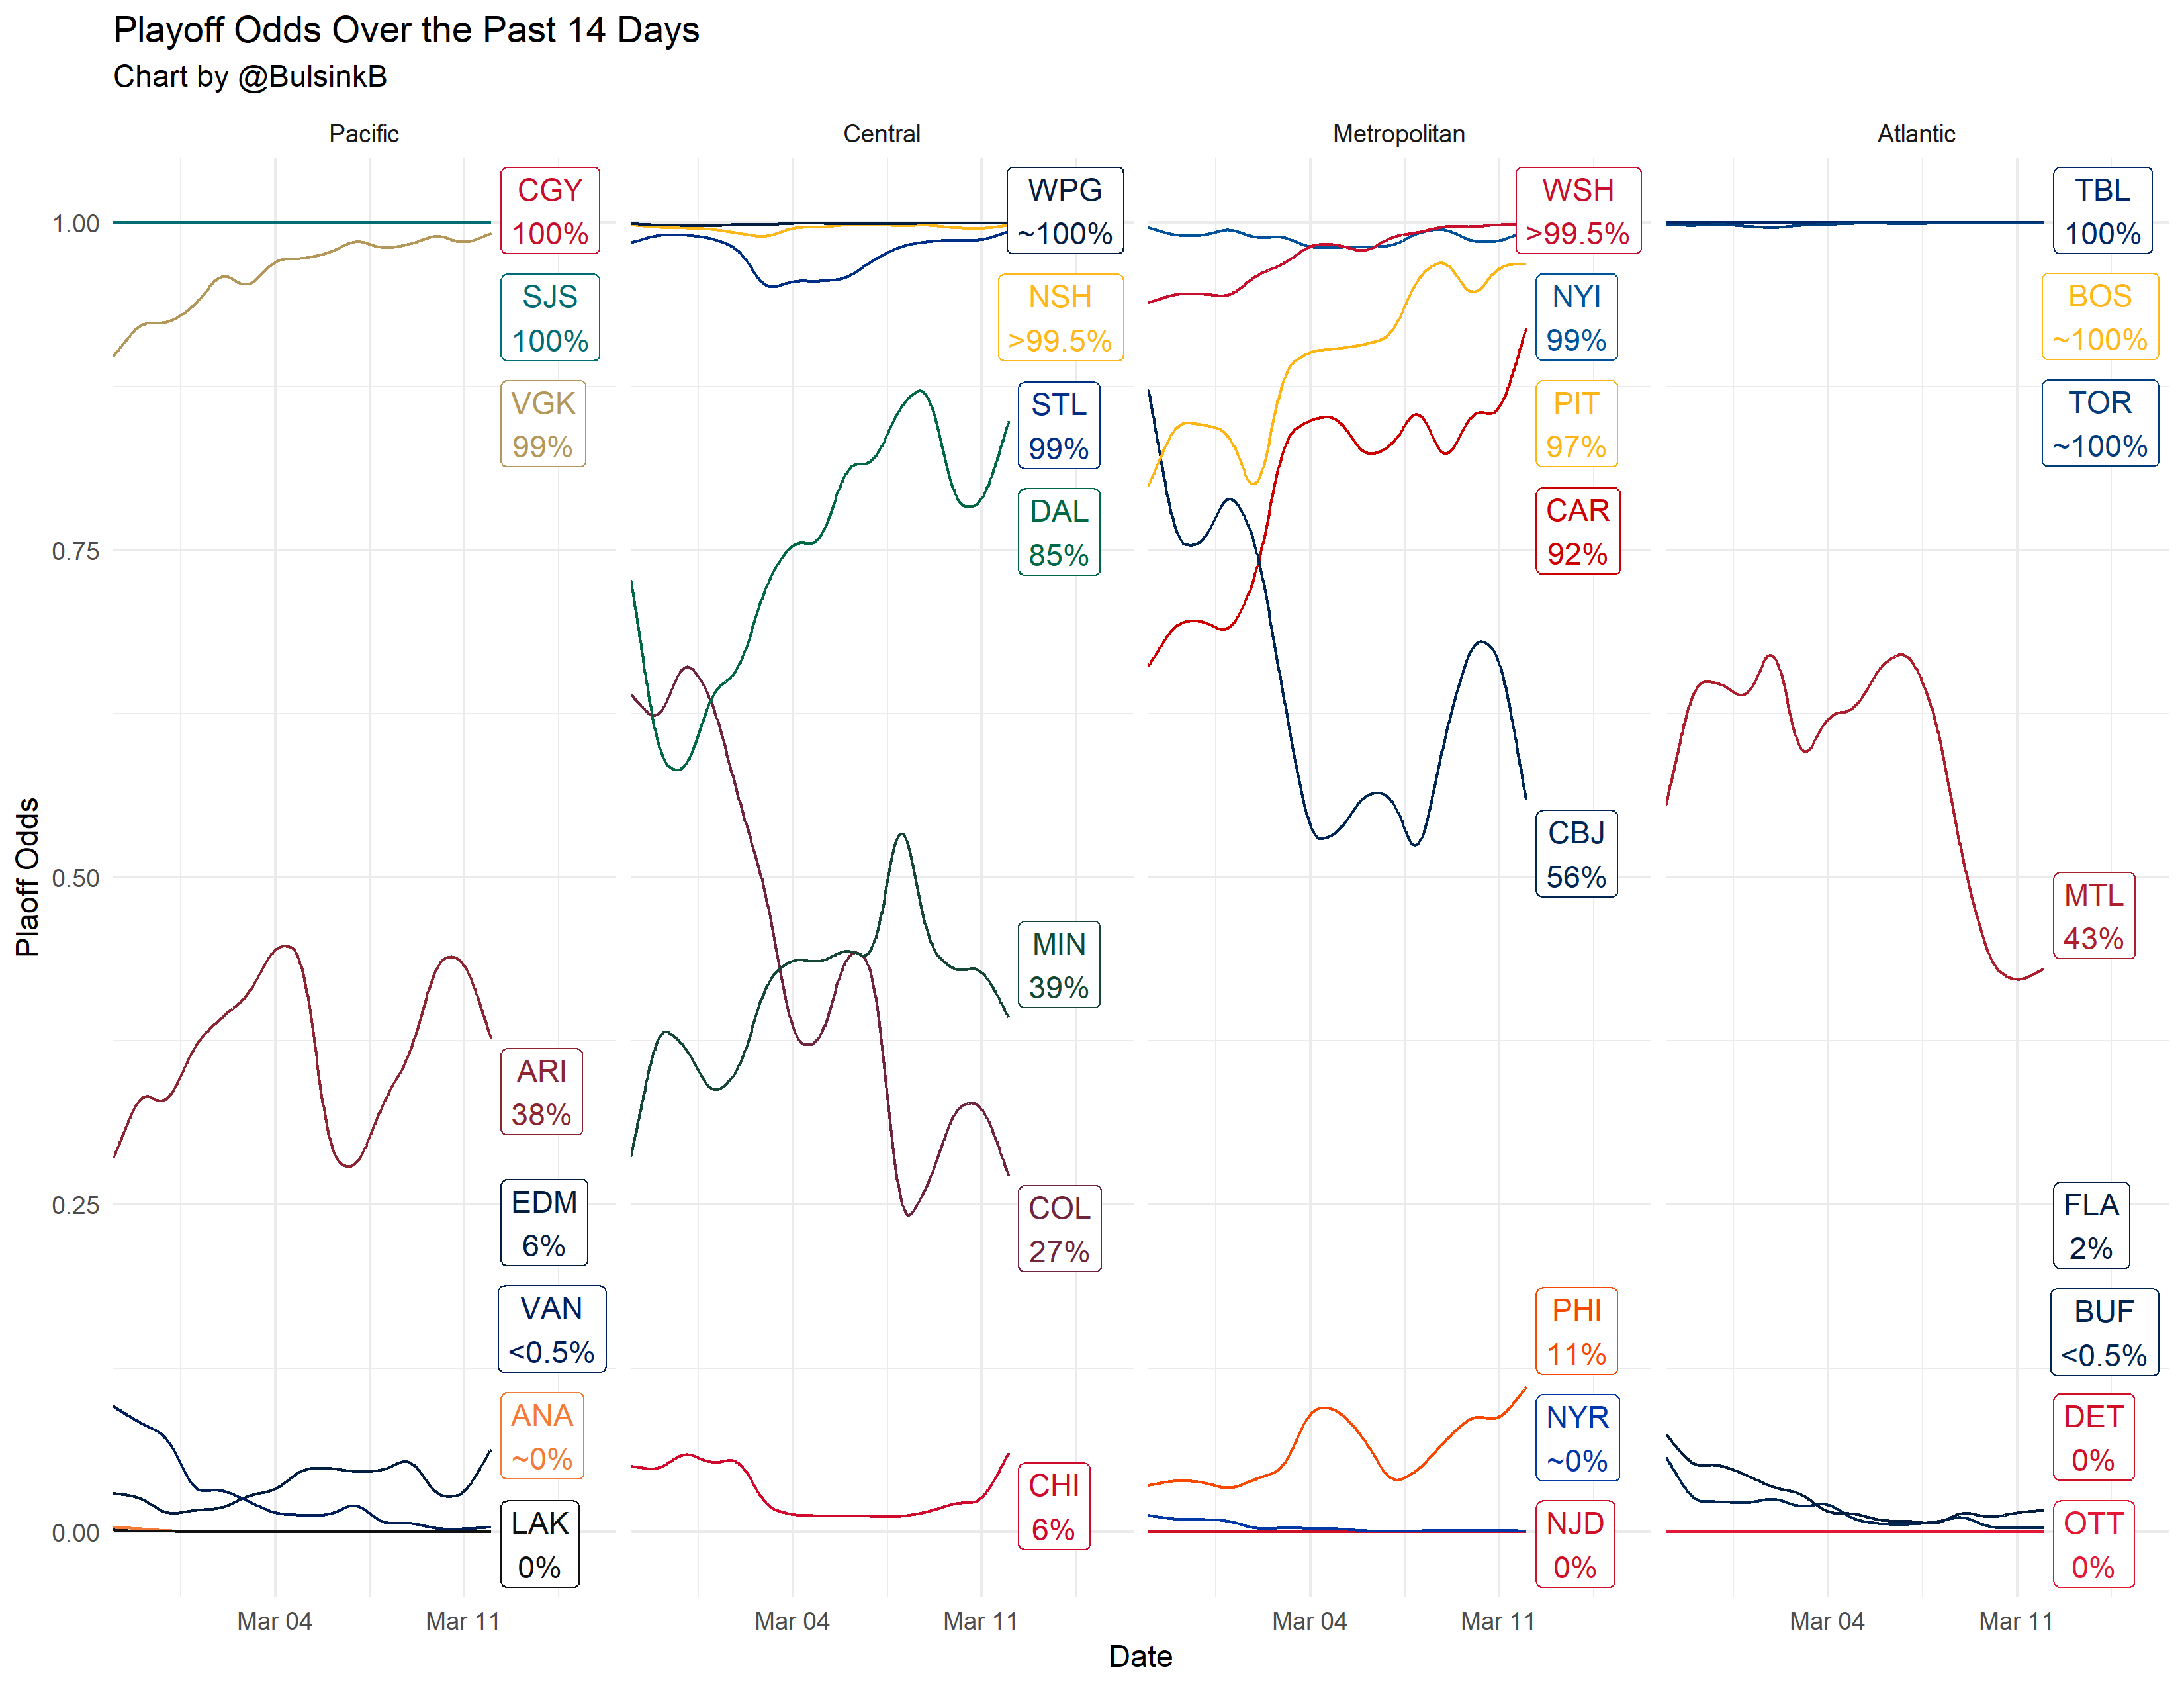 Playoff Odds Over the Past 14 Days
Chart by @BulsinkB
Pacific
Central
Metropolitan
Atlantic
Plaoff Odds
1.00
0.75
0.50
0.25
0.00
CGY
100%
SJS
100%
VGK
99%
ARI
38%
EDM
6%
VAN
<0.5%
ANA
~0%
LAK
0%
WPG
~100%
NSH
>99.5%
STL
99%
DAL
85%
MIN
39%
COL
27%
CHI
6%
WSH
>99.5%
NYI
99%
PIT
97%
CAR
92%
CBJ
56%
PHI
11%
NYR
~0%
NJD
0%
TBL
100%
BOS
~100%
TOR
~100%
MTL
43%
FLA
2%
BUF
<0.5%
DET
0%
OTT
0%
Mar 04
Mar 11
Mar 04
Mar 11
Mar 04
Mar 11
Mar 04
Mar 11
Date